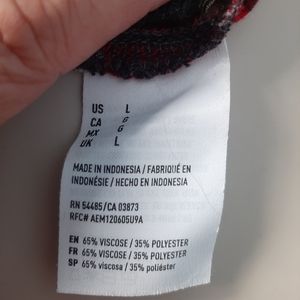 US L
CA G
MX G
UK L
MADE IN INDONESIA / FABRIQUÉ EN
INDONÉSIE / HECHO EN INDONESIA
RN 54485/CA 03873
RFC# AEM120605U9A
EN 65% VISCOSE / 35% POLYESTER
FR 65% VISCOSE / 35% POLYESTER
SP 65% viscosa / 35% poliéster